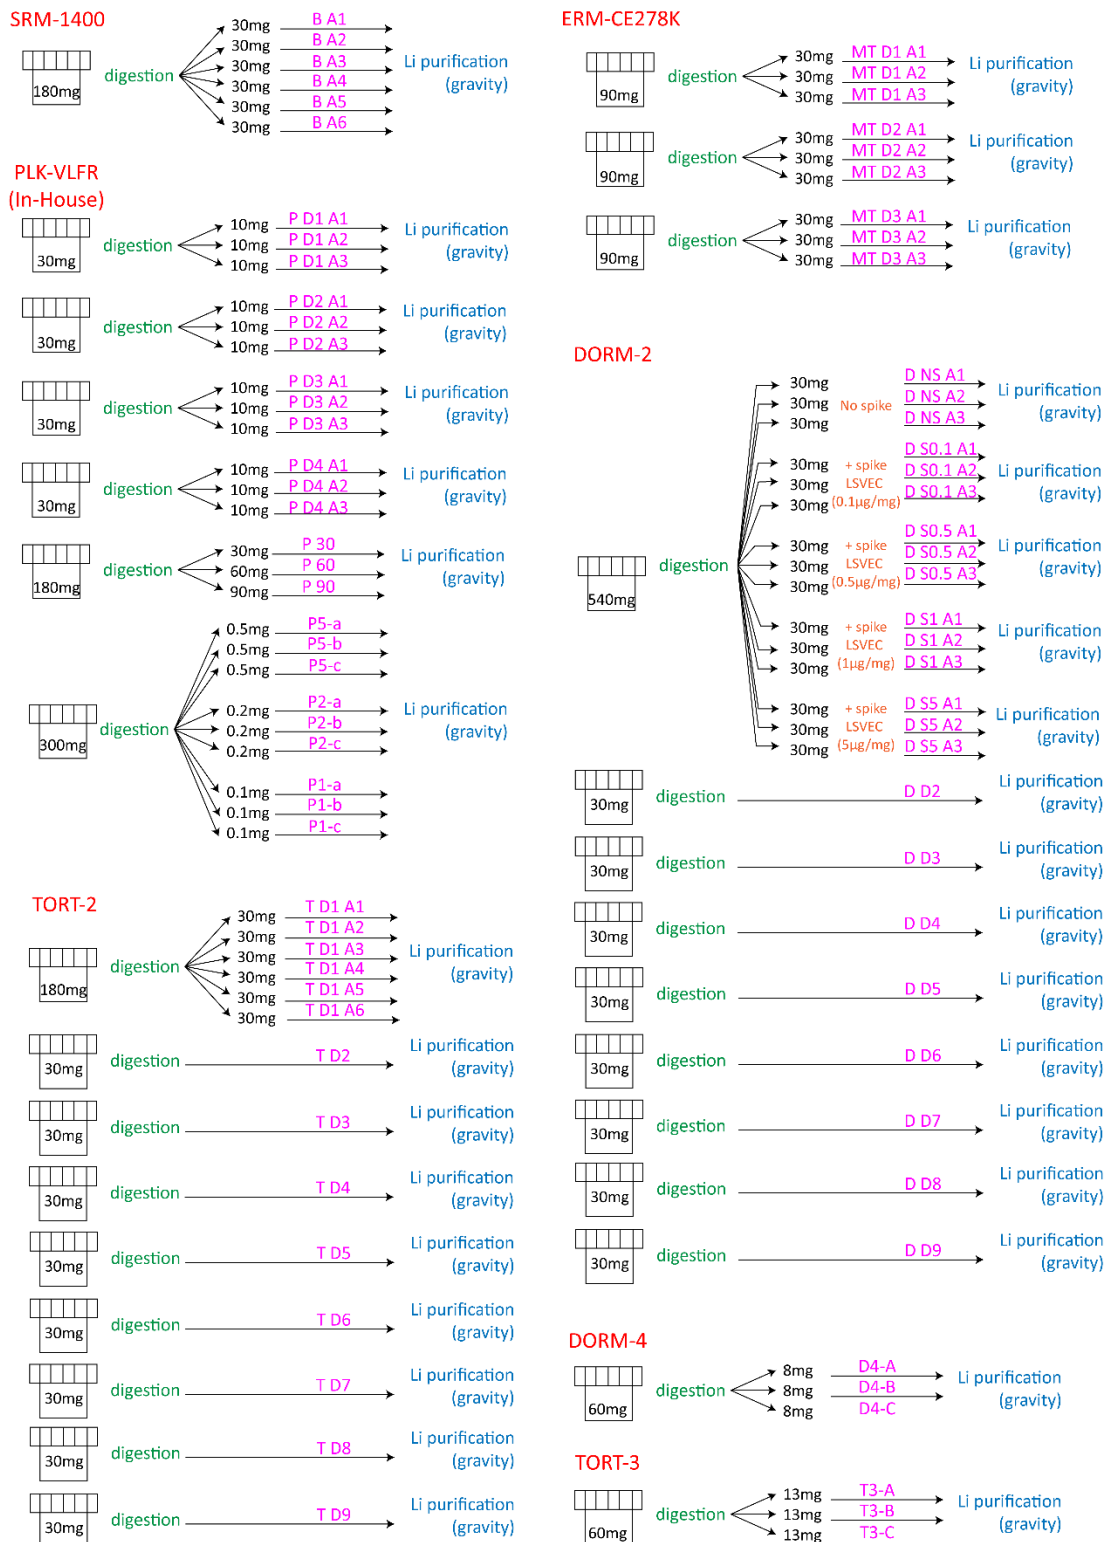 SRM-1400
180mg
digestion
30mg B A1
30mg B A2
30mg B A3
30mg B A4
30mg B A5
30mg B A6
Li purification
(gravity)
PLK-VLFR
(In-House)
30mg
digestion
10mg P D1 A1
10mg P D1 A2
10mg P D1 A3
Li purification
(gravity)
30mg
digestion
10mg P D2 A1
10mg P D2 A2
10mg P D2 A3
Li purification
(gravity)
30mg
digestion
10mg P D3 A1
10mg P D3 A2
10mg P D3 A3
Li purification
(gravity)
30mg
digestion
10mg P D4 A1
10mg P D4 A2
10mg P D4 A3
Li purification
(gravity)
180mg
digestion
30mg P 30
60mg P 60
90mg P 90
Li purification
(gravity)
300mg
digestion
0.5mg P5-a
0.5mg P5-b
0.5mg P5-c
0.2mg P2-a
0.2mg P2-b
0.2mg P2-c
0.1mg P1-a
0.1mg P1-b
0.1mg P1-c
Li purification
(gravity)
TORT-2
180mg
digestion
30mg T D1 A1
30mg T D1 A2
30mg T D1 A3
30mg T D1 A4
30mg T D1 A5
30mg T D1 A6
Li purification
(gravity)
30mg
digestion
T D2
Li purification
(gravity)
30mg
digestion
T D3
Li purification
(gravity)
30mg
digestion
T D4
Li purification
(gravity)
30mg
digestion
T D5
Li purification
(gravity)
30mg
digestion
T D6
Li purification
(gravity)
30mg
digestion
T D7
Li purification
(gravity)
30mg
digestion
T D8
Li purification
(gravity)
30mg
digestion
T D9
Li purification
(gravity)
ERM-CE278K
90mg
digestion
30mg MT D1 A1
30mg MT D1 A2
30mg MT D1 A3
Li purification
(gravity)
90mg
digestion
30mg MT D2 A1
30mg MT D2 A2
30mg MT D2 A3
Li purification
(gravity)
90mg
digestion
30mg MT D3 A1
30mg MT D3 A2
30mg MT D3 A3
Li purification
(gravity)
DORM-2
540mg
digestion
30mg D NS A1
30mg No spike D NS A2
30mg D NS A3
Li purification
(gravity)
30mg + spike D S0.1 A1
30mg LSVEC D S0.1 A2
30mg (0.1µg/mg) D S0.1 A3
Li purification
(gravity)
30mg + spike D S0.5 A1
30mg LSVEC D S0.5 A2
30mg (0.5µg/mg) D S0.5 A3
Li purification
(gravity)
30mg + spike D S1 A1
30mg LSVEC D S1 A2
30mg (1µg/mg) D S1 A3
Li purification
(gravity)
30mg + spike D S5 A1
30mg LSVEC D S5 A2
30mg (5µg/mg) D S5 A3
Li purification
(gravity)
30mg
digestion
D D2
Li purification
(gravity)
30mg
digestion
D D3
Li purification
(gravity)
30mg
digestion
D D4
Li purification
(gravity)
30mg
digestion
D D5
Li purification
(gravity)
30mg
digestion
D D6
Li purification
(gravity)
30mg
digestion
D D7
Li purification
(gravity)
30mg
digestion
D D8
Li purification
(gravity)
30mg
digestion
D D9
Li purification
(gravity)
DORM-4
60mg
digestion
8mg D4-A
8mg D4-B
8mg D4-C
Li purification
(gravity)
TORT-3
60mg
digestion
13mg T3-A
13mg T3-B
13mg T3-C
Li purification
(gravity)